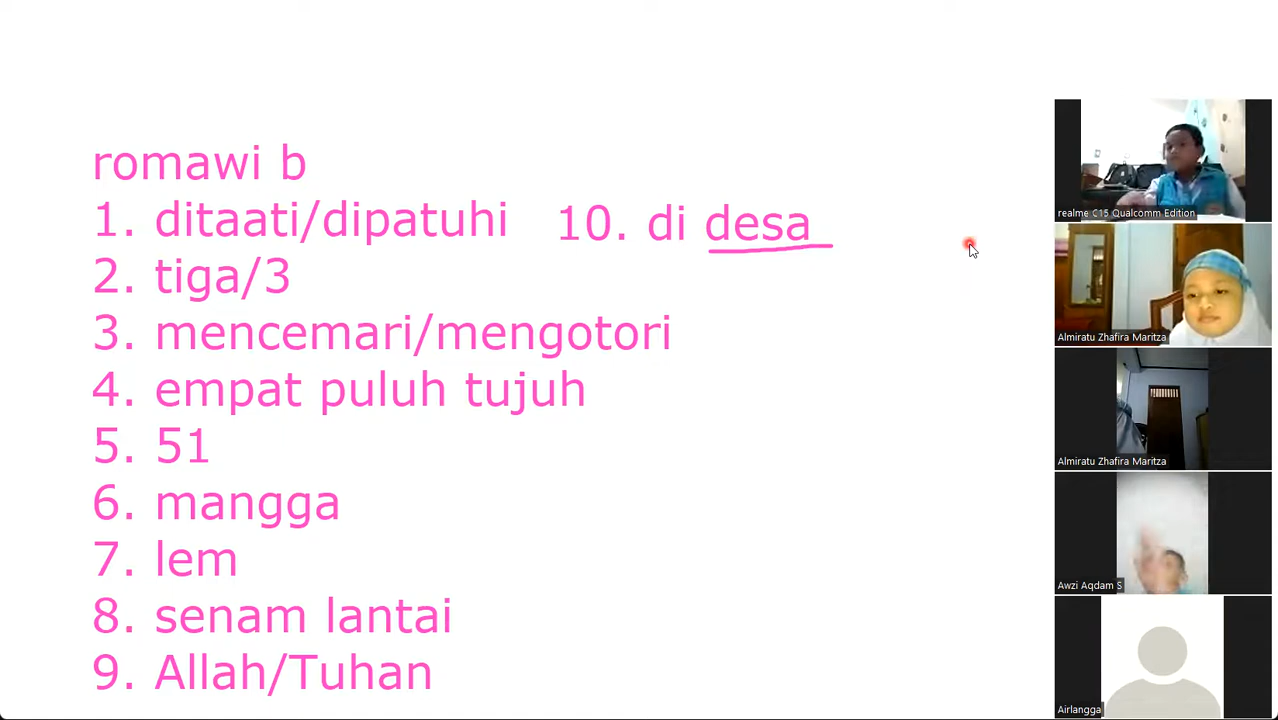 romawi b
1. ditaati/dipatuhi
2. tiga/3
3. mencemari/mengotori
4. empat puluh tujuh
5. 51
6. mangga
7. lem
8. senam lantai
9. Allah/Tuhan
10. di desa
realme C15 Qualcomm Edition
Almiratu Zhafira Maritza
Almiratu Zhafira Maritza
Awzi Aqdam S
Airlangga